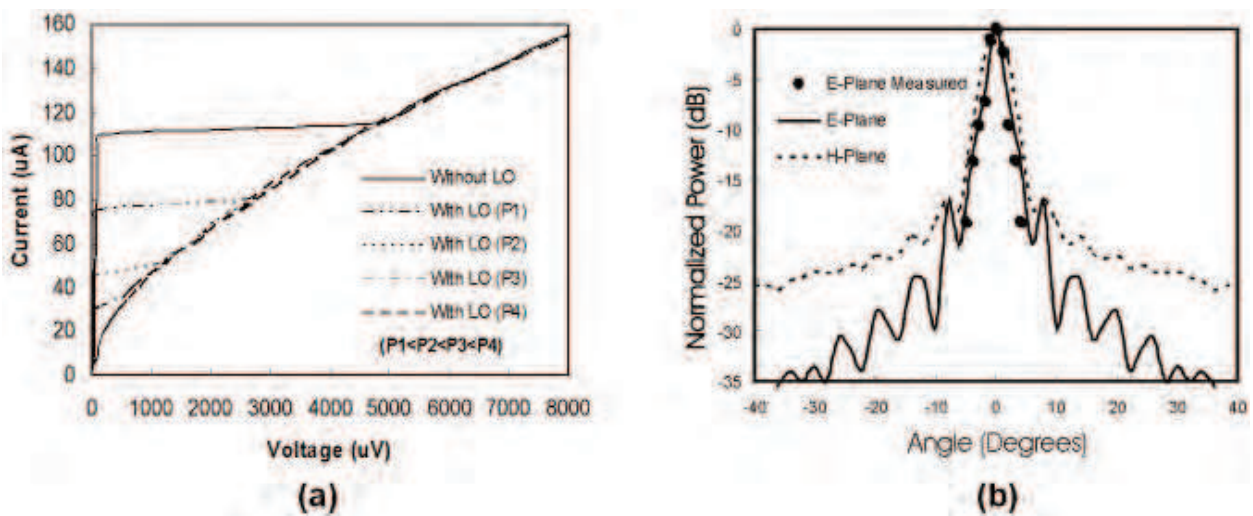 160
140
120
100
80
60
40
20
0
Current (uA)
0 1000 2000 3000 4000 5000 6000 7000 8000
Voltage (uV)
Without LO
With LO (P1)
With LO (P2)
With LO (P3)
With LO (P4)
(P1<P2<P3<P4)
(a)
0
-5
-10
-15
-20
-25
-30
-35
Normalized Power (dB)
E-Plane Measured
E-Plane
H-Plane
-40 -30 -20 -10 0 10 20 30 40
Angle (Degrees)
(b)